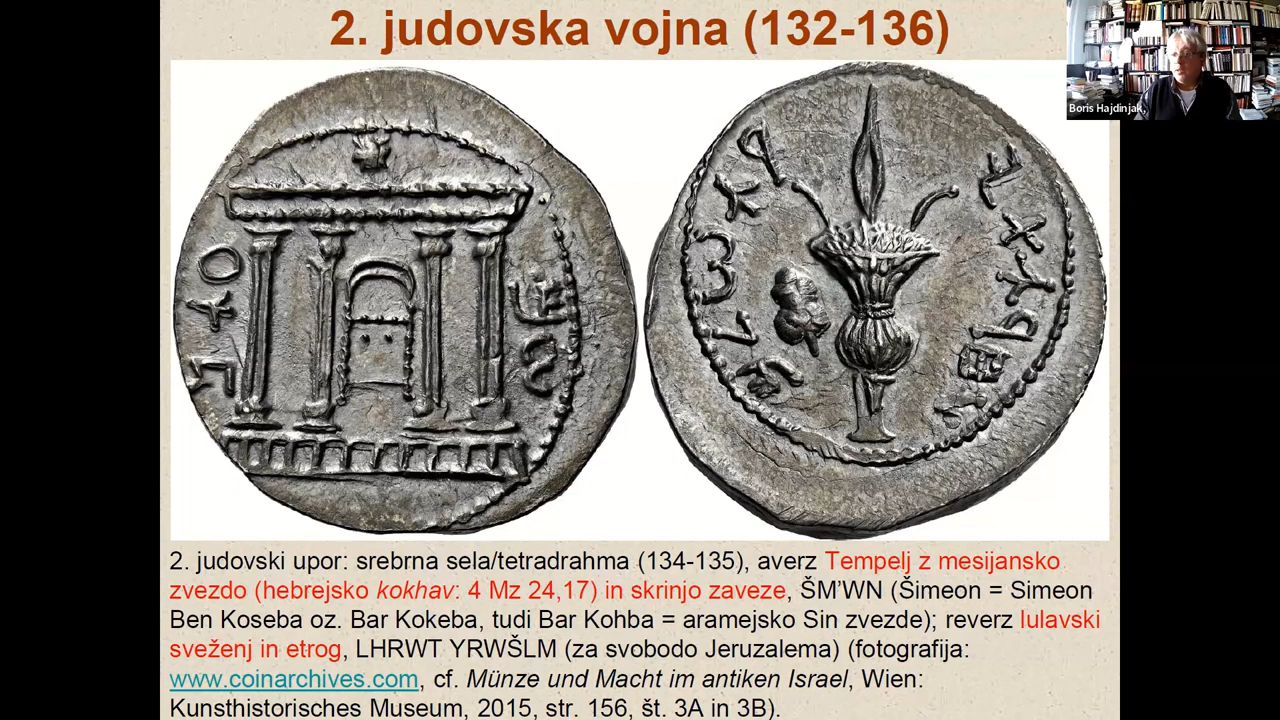 2. judovska vojna (132-136)
Boris Hajdinjak,
2. judovski upor: srebrna sela/tetradrahma (134-135), averz Tempelj z mesijansko
zvezdo (hebrejsko kokhav: 4 Mz 24,17) in skrinjo zaveze, ŠM’WN (Šimeon = Simeon
Ben Koseba oz. Bar Kokeba, tudi Bar Kohba = aramejsko Sin zvezde); reverz lulavski
sveženj in etrog, LHRWT YRWŠLM (za svobodo Jeruzalema) (fotografija:
www.coinarchives.com, cf. Münze und Macht im antiken Israel, Wien:
Kunsthistorisches Museum, 2015, str. 156, št. 3A in 3B).